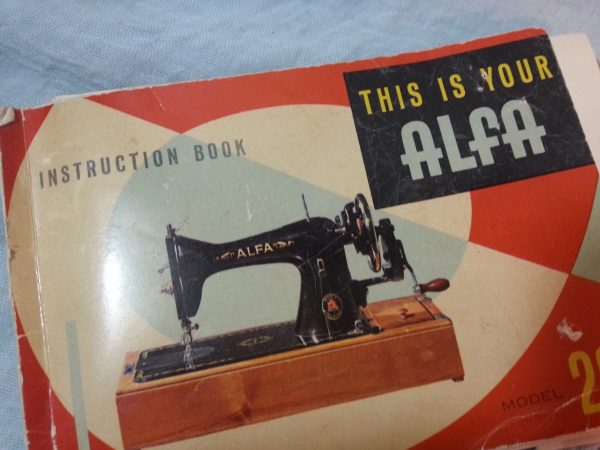 THIS IS YOUR
ALFA
INSTRUCTION BOOK
ALFA
MODEL